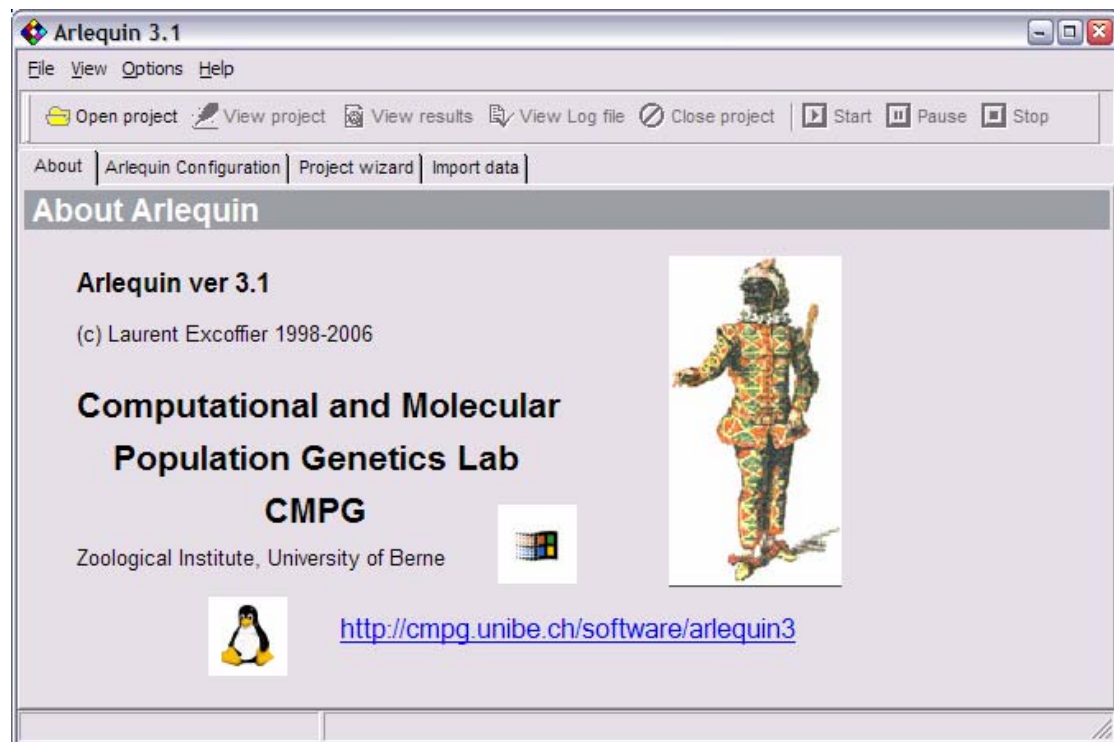 Arlequin 3.1
File View Options Help
Open project View project View results View Log file Close project Start Pause Stop
About Arlequin Configuration Project wizard Import data
About Arlequin
Arlequin ver 3.1
(c) Laurent Excoffier 1998-2006
Computational and Molecular
Population Genetics Lab
CMPG
Zoological Institute, University of Berne
http://cmpg.unibe.ch/software/arlequin3